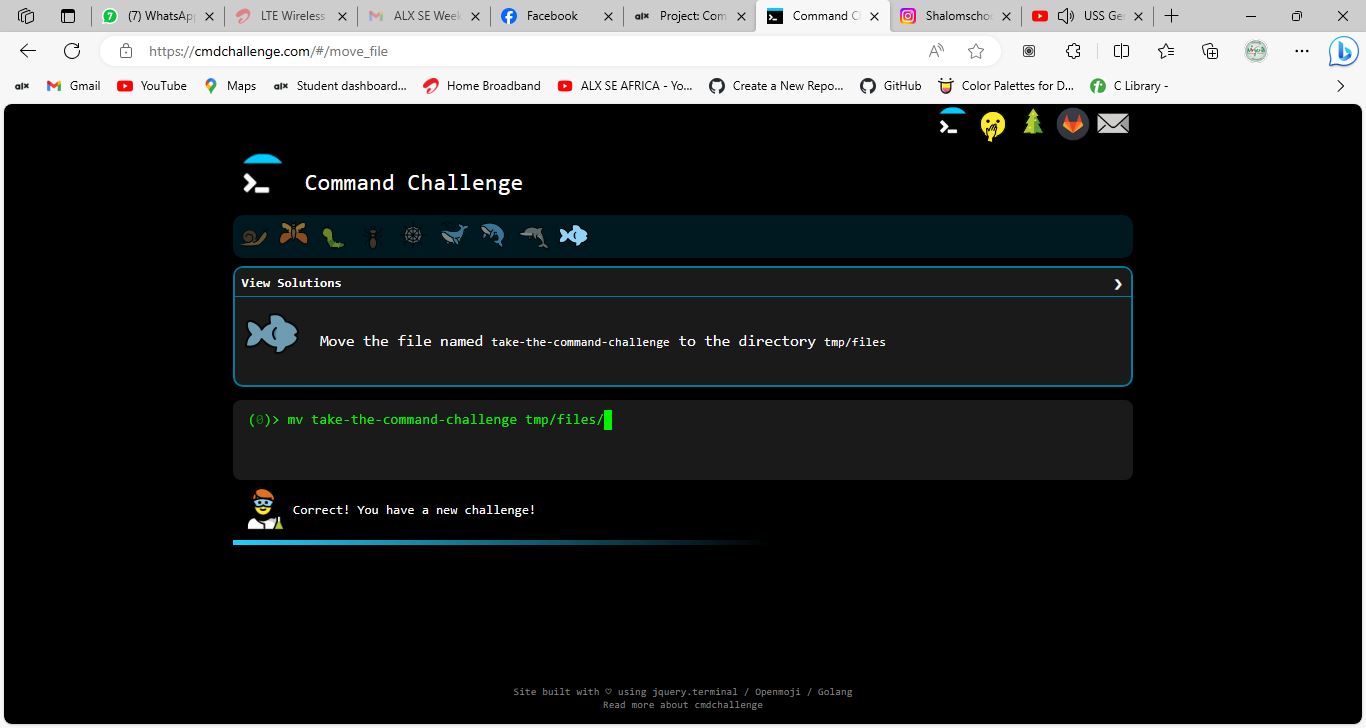 (7) WhatsApp
LTE Wireless
ALX SE Week
Facebook
alx Project: Com
Command C
Shalomscho
USS Ge
https://cmdchallenge.com/#/move_file
alx
Gmail
YouTube
Maps
alx Student dashboard...
Home Broadband
ALX SE AFRICA - Yo...
Create a New Repo...
GitHub
Color Palettes for D...
C Library -
Command Challenge
View Solutions
Move the file named take-the-command-challenge to the directory tmp/files
(0)> mv take-the-command-challenge tmp/files/
Correct! You have a new challenge!
Site built with ♡ using jquery.terminal / Openmoji / Golang
Read more about cmdchallenge